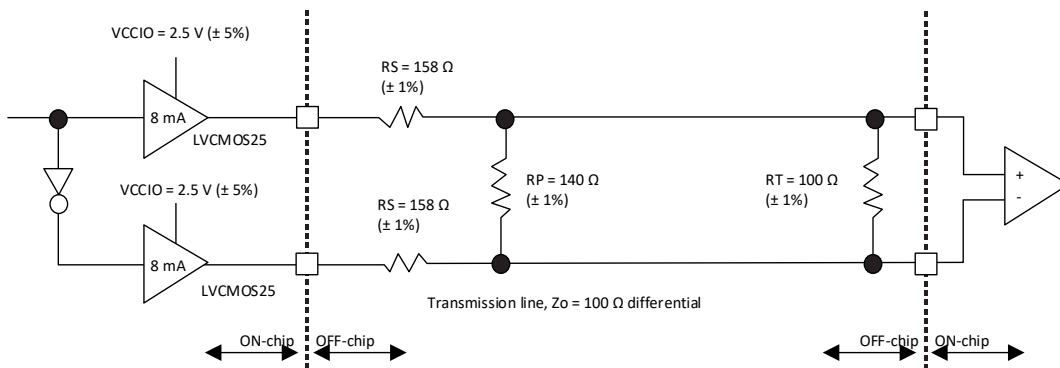 VCCIO = 2.5 V (± 5%)
RS = 158 Ω
(± 1%)
8 mA
LVCMOS25
VCCIO = 2.5 V (± 5%)
RS = 158 Ω
(± 1%)
RP = 140 Ω
(± 1%)
RT = 100 Ω
(± 1%)
+
-
8 mA
LVCMOS25
Transmission line, Zo = 100 Ω differential
ON-chip
OFF-chip
OFF-chip
ON-chip